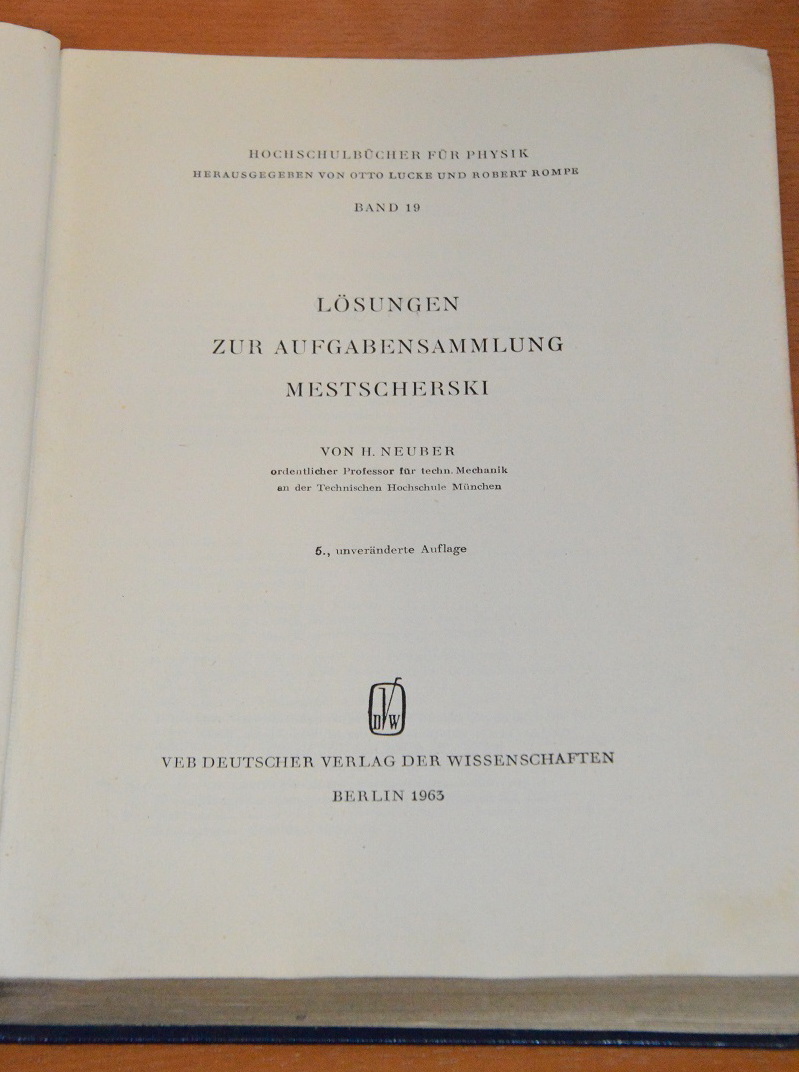 HOCHSCHULBÜCHER FÜR PHYSIK
HERAUSGEGEBEN VON OTTO LUCKE UND ROBERT ROMPE
BAND 19
LÖSUNGEN
ZUR AUFGABENSAMMLUNG
MESTSCHERSKI
VON H. NEUBER
ordentlicher Professor für techn. Mechanik
an der Technischen Hochschule München
5., unveränderte Auflage
DVW
VEB DEUTSCHER VERLAG DER WISSENSCHAFTEN
BERLIN 1963